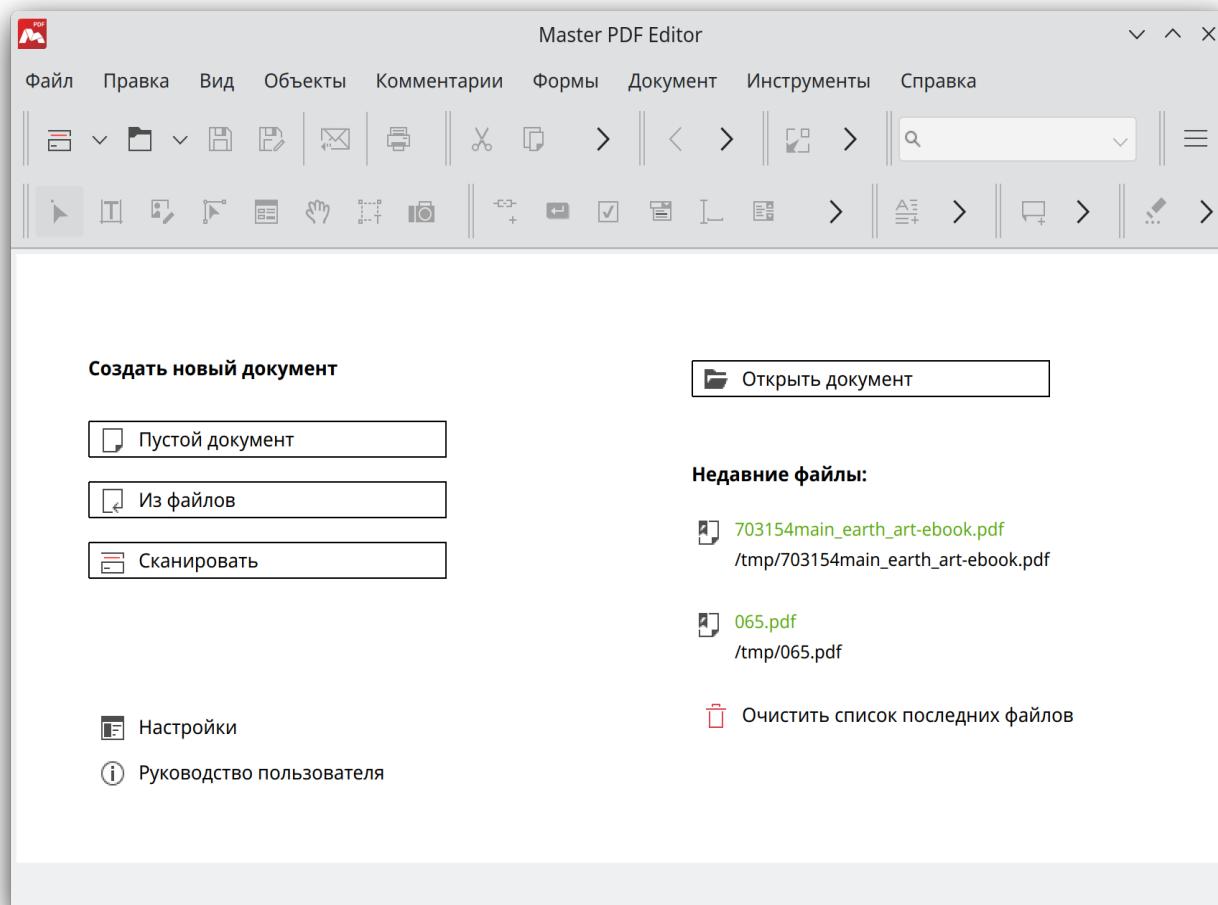 PDF
Master PDF Editor
Файл Правка Вид Объекты Комментарии Формы Документ Инструменты Справка
Создать новый документ
Пустой документ
Из файлов
Сканировать
Настройки
Руководство пользователя
Открыть документ
Недавние файлы:
703154main_earth_art-ebook.pdf
/tmp/703154main_earth_art-ebook.pdf
065.pdf
/tmp/065.pdf
Очистить список последних файлов